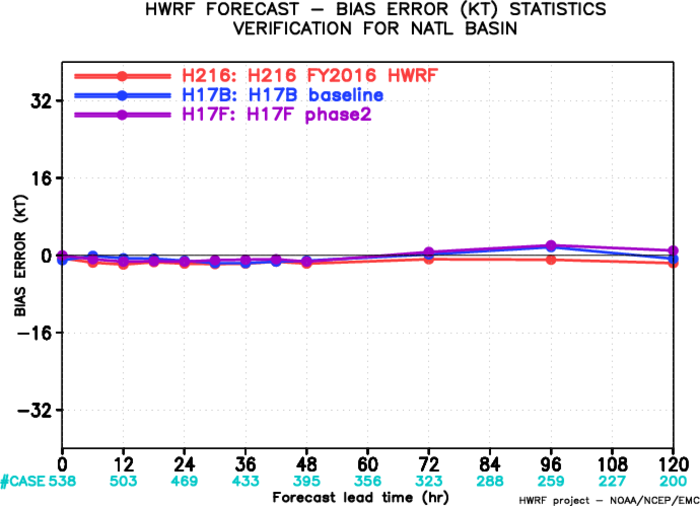 HWRF FORECAST – BIAS ERROR (KT) STATISTICS
VERIFICATION FOR NATL BASIN
H216: H216 FY2016 HWRF
H17B: H17B baseline
H17F: H17F phase2
32
16
0
−16
−32
BIAS ERROR (KT)
0 12 24 36 48 60 72 84 96 108 120
#CASE 538 503 469 433 395 356 323 288 259 227 200
Forecast lead time (hr)
HWRF project – NOAA/NCEP/EMC